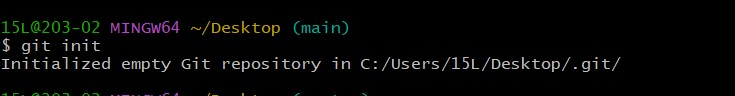 15L@203-02 MINGW64 ~/Desktop (main)
$ git init
Initialized empty Git repository in C:/Users/15L/Desktop/.git/